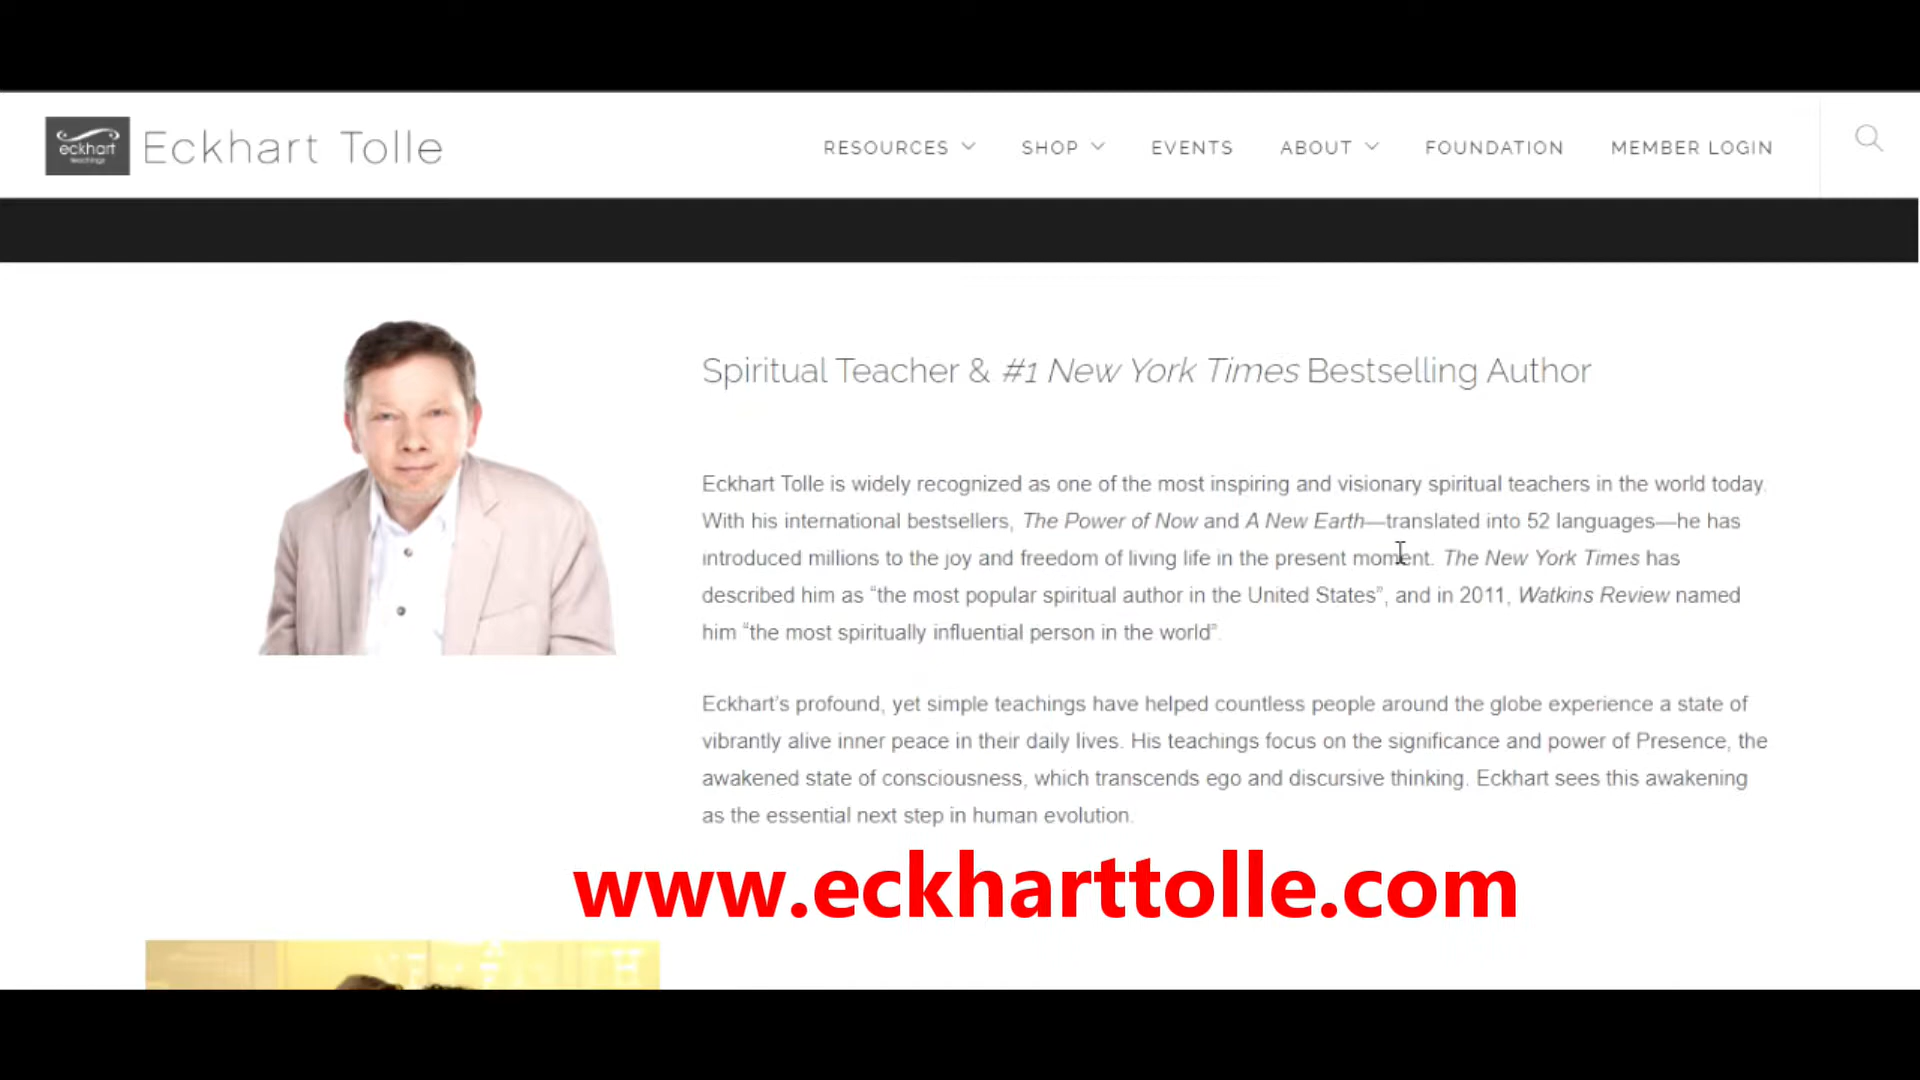 eckhart
teachings
Eckhart Tolle
RESOURCES SHOP EVENTS ABOUT FOUNDATION MEMBER LOGIN
Spiritual Teacher & #1 New York Times Bestselling Author
Eckhart Tolle is widely recognized as one of the most inspiring and visionary spiritual teachers in the world today.
With his international bestsellers, The Power of Now and A New Earth—translated into 52 languages—he has
introduced millions to the joy and freedom of living life in the present moment. The New York Times has
described him as “the most popular spiritual author in the United States”, and in 2011, Watkins Review named
him “the most spiritually influential person in the world”.
Eckhart’s profound, yet simple teachings have helped countless people around the globe experience a state of
vibrantly alive inner peace in their daily lives. His teachings focus on the significance and power of Presence, the
awakened state of consciousness, which transcends ego and discursive thinking. Eckhart sees this awakening
as the essential next step in human evolution.
www.eckharttolle.com